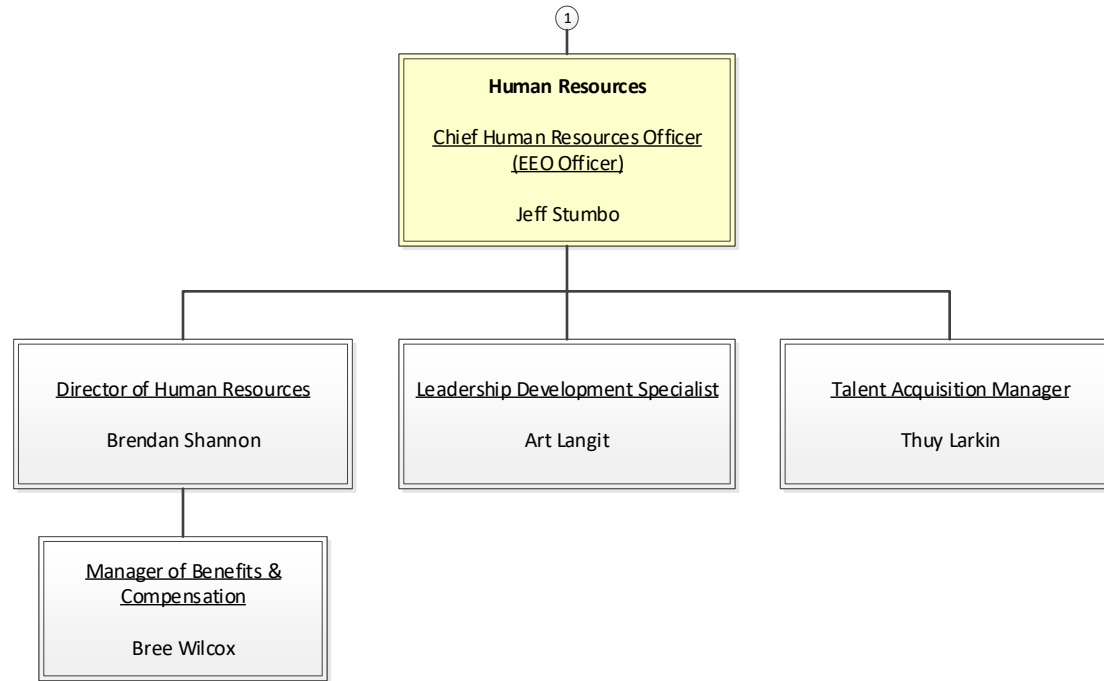 1
Human Resources
Chief Human Resources Officer
(EEO Officer)
Jeff Stumbo
Director of Human Resources
Brendan Shannon
Leadership Development Specialist
Art Langit
Talent Acquisition Manager
Thuy Larkin
Manager of Benefits &
Compensation
Bree Wilcox